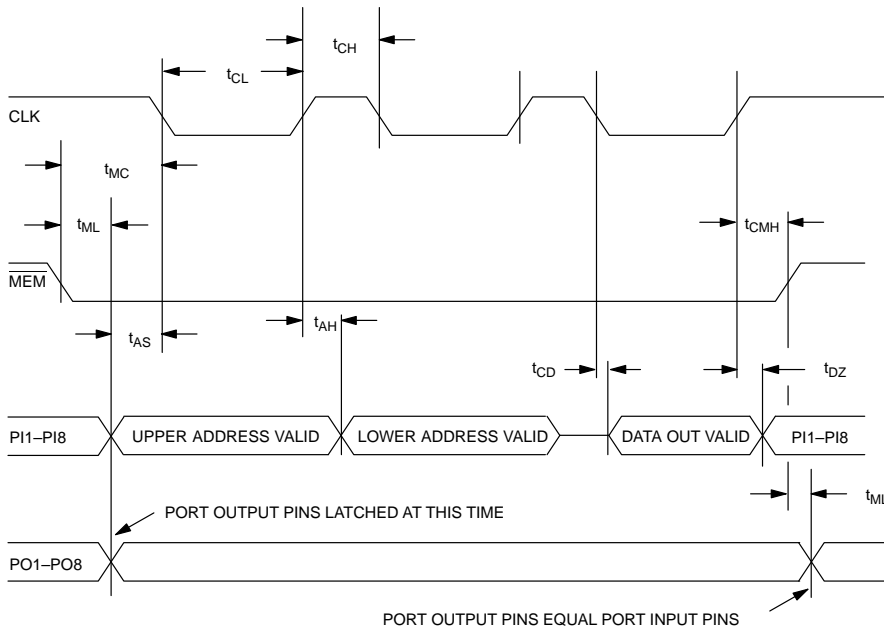 tCH
tCL
CLK
tMC
tML
tCMH
MEM
tAS
tAH
tCD
tDZ
PI1–PI8
UPPER ADDRESS VALID
LOWER ADDRESS VALID
DATA OUT VALID
PI1–PI8
tML
PORT OUTPUT PINS LATCHED AT THIS TIME
PO1–PO8
PORT OUTPUT PINS EQUAL PORT INPUT PINS